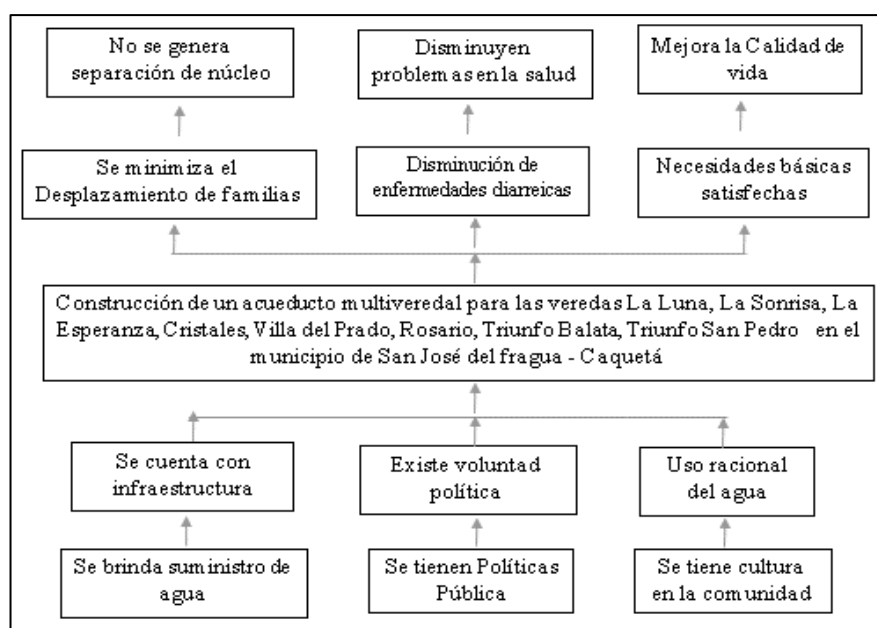 No se genera
separación de núcleo
Disminuyen
problemas en la salud
Mejora la Calidad de
vida
Se minimiza el
Desplazamiento de familias
Disminución de
enfermedades diarreicas
Necesidades básicas
satisfechas
Construcción de un acueducto multiveredal para las veredas La Luna, La Sonrisa, La
Esperanza, Cristales, Villa del Prado, Rosario, Triunfo Balata, Triunfo San Pedro en el
municipio de San José del fragua - Caquetá
Se cuenta con
infraestructura
Existe voluntad
política
Uso racional
del agua
Se brinda suministro de
agua
Se tienen Políticas
Pública
Se tiene cultura
en la comunidad